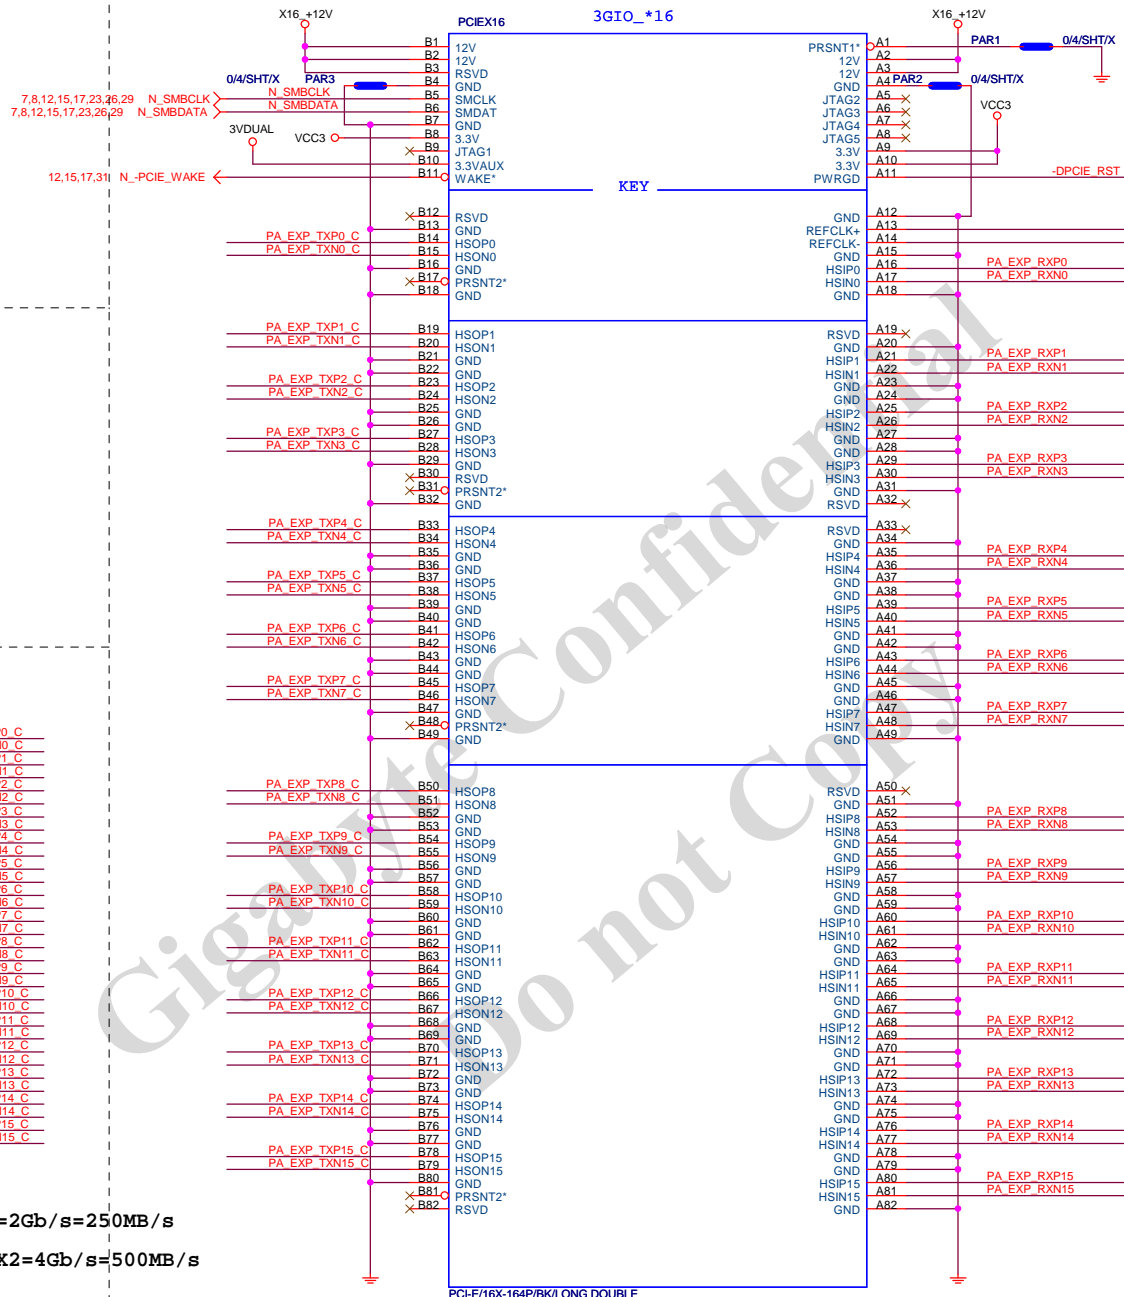 X16_+12V
PCIEX16
3GIO_*16
X16_+12V
B1 12V
B2 12V
B3 RSVD
B4 GND
B5 SMCLK
B6 SMDAT
B7 GND
B8 3.3V
B9 JTAG1
B10 3.3VAUX
B11 WAKE*
PRSNT1* A1
12V A2
12V A3
GND A4
JTAG2 A5
JTAG3 A6
JTAG4 A7
JTAG5 A8
3.3V A9
3.3V A10
PWRGD A11
PAR1 0/4/SHT/X
0/4/SHT/X PAR3
PAR2 0/4/SHT/X
7,8,12,15,17,23,26,29 N_SMBCLK N_SMBCLK
7,8,12,15,17,23,26,29 N_SMBDATA N_SMBDATA
3VDUAL
VCC3
VCC3
12,15,17,31 N_-PCIE_WAKE
-DPCIE_RST
KEY
B12 RSVD
B13 GND
PA_EXP_TXP0_C B14 HSOP0
PA_EXP_TXN0_C B15 HSON0
B16 GND
B17 PRSNT2*
B18 GND
GND A12
REFCLK+ A13
REFCLK- A14
GND A15
HSIP0 A16 PA_EXP_RXP0
HSIN0 A17 PA_EXP_RXN0
GND A18
PA_EXP_TXP1_C B19 HSOP1
PA_EXP_TXN1_C B20 HSON1
B21 GND
B22 GND
PA_EXP_TXP2_C B23 HSOP2
PA_EXP_TXN2_C B24 HSON2
B25 GND
B26 GND
PA_EXP_TXP3_C B27 HSOP3
PA_EXP_TXN3_C B28 HSON3
B29 GND
B30 RSVD
B31 PRSNT2*
B32 GND
RSVD A19
GND A20
HSIP1 A21 PA_EXP_RXP1
HSIN1 A22 PA_EXP_RXN1
GND A23
GND A24
HSIP2 A25 PA_EXP_RXP2
HSIN2 A26 PA_EXP_RXN2
GND A27
GND A28
HSIP3 A29 PA_EXP_RXP3
HSIN3 A30 PA_EXP_RXN3
GND A31
RSVD A32
PA_EXP_TXP4_C B33 HSOP4
PA_EXP_TXN4_C B34 HSON4
B35 GND
B36 GND
PA_EXP_TXP5_C B37 HSOP5
PA_EXP_TXN5_C B38 HSON5
B39 GND
B40 GND
PA_EXP_TXP6_C B41 HSOP6
PA_EXP_TXN6_C B42 HSON6
B43 GND
B44 GND
PA_EXP_TXP7_C B45 HSOP7
PA_EXP_TXN7_C B46 HSON7
B47 GND
B48 PRSNT2*
B49 GND
RSVD A33
GND A34
HSIP4 A35 PA_EXP_RXP4
HSIN4 A36 PA_EXP_RXN4
GND A37
GND A38
HSIP5 A39 PA_EXP_RXP5
HSIN5 A40 PA_EXP_RXN5
GND A41
GND A42
HSIP6 A43 PA_EXP_RXP6
HSIN6 A44 PA_EXP_RXN6
GND A45
GND A46
HSIP7 A47 PA_EXP_RXP7
HSIN7 A48 PA_EXP_RXN7
GND A49
PA_EXP_TXP8_C B50 HSOP8
PA_EXP_TXN8_C B51 HSON8
B52 GND
B53 GND
PA_EXP_TXP9_C B54 HSOP9
PA_EXP_TXN9_C B55 HSON9
B56 GND
B57 GND
PA_EXP_TXP10_C B58 HSOP10
PA_EXP_TXN10_C B59 HSON10
B60 GND
B61 GND
PA_EXP_TXP11_C B62 HSOP11
PA_EXP_TXN11_C B63 HSON11
B64 GND
B65 GND
PA_EXP_TXP12_C B66 HSOP12
PA_EXP_TXN12_C B67 HSON12
B68 GND
B69 GND
PA_EXP_TXP13_C B70 HSOP13
PA_EXP_TXN13_C B71 HSON13
B72 GND
B73 GND
PA_EXP_TXP14_C B74 HSOP14
PA_EXP_TXN14_C B75 HSON14
B76 GND
B77 GND
PA_EXP_TXP15_C B78 HSOP15
PA_EXP_TXN15_C B79 HSON15
B80 GND
B81 PRSNT2*
B82 RSVD
RSVD A50
GND A51
HSIP8 A52 PA_EXP_RXP8
HSIN8 A53 PA_EXP_RXN8
GND A54
GND A55
HSIP9 A56 PA_EXP_RXP9
HSIN9 A57 PA_EXP_RXN9
GND A58
GND A59
HSIP10 A60 PA_EXP_RXP10
HSIN10 A61 PA_EXP_RXN10
GND A62
GND A63
HSIP11 A64 PA_EXP_RXP11
HSIN11 A65 PA_EXP_RXN11
GND A66
GND A67
HSIP12 A68 PA_EXP_RXP12
HSIN12 A69 PA_EXP_RXN12
GND A70
GND A71
HSIP13 A72 PA_EXP_RXP13
HSIN13 A73 PA_EXP_RXN13
GND A74
GND A75
HSIP14 A76 PA_EXP_RXP14
HSIN14 A77 PA_EXP_RXN14
GND A78
GND A79
HSIP15 A80 PA_EXP_RXP15
HSIN15 A81 PA_EXP_RXN15
GND A82
=2Gb/s=250MB/s
X2=4Gb/s=500MB/s
PCI-E/16X-164P/BK/LONG DOUBLE
Gigabyte Confidential
Do not Copy